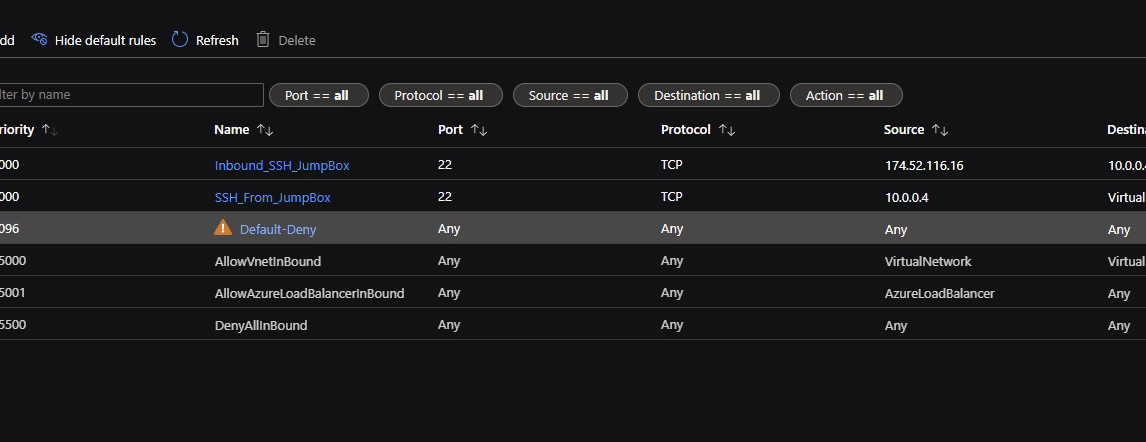 dd Hide default rules Refresh Delete
lter by name Port == all Protocol == all Source == all Destination == all Action == all
riority Name Port Protocol Source Destin
000 Inbound_SSH_JumpBox 22 TCP 174.52.116.16 10.0.0.
000 SSH_From_JumpBox 22 TCP 10.0.0.4 Virtual
096 Default-Deny Any Any Any Any
5000 AllowVnetInBound Any Any VirtualNetwork Virtual
5001 AllowAzureLoadBalancerInBound Any Any AzureLoadBalancer Any
5500 DenyAllInBound Any Any Any Any